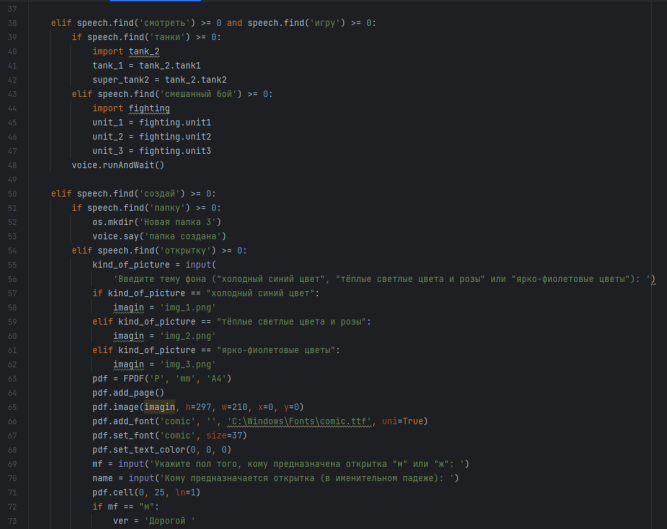 37
38 elif speech.find('смотреть') >= 0 and speech.find('игру') >= 0:
39 if speech.find('танки') >= 0:
40 import tank_2
41 tank_1 = tank_2.tank1
42 super_tank2 = tank_2.tank2
43 elif speech.find('смешанный бой') >= 0:
44 import fighting
45 unit_1 = fighting.unit1
46 unit_2 = fighting.unit2
47 unit_3 = fighting.unit3
48 voice.runAndWait()
49
50 elif speech.find('создай') >= 0:
51 if speech.find('папку') >= 0:
52 os.mkdir('Новая папка 3')
53 voice.say('папка создана')
54 elif speech.find('открытку') >= 0:
55 kind_of_picture = input(
56 'Введите тему фона ("холодный синий цвет", "тёплые светлые цвета и розы" или "ярко-фиолетовые цветы"): ')
57 if kind_of_picture == "холодный синий цвет":
58 imagin = 'img_1.png'
59 elif kind_of_picture == "тёплые светлые цвета и розы":
60 imagin = 'img_2.png'
61 elif kind_of_picture == "ярко-фиолетовые цветы":
62 imagin = 'img_3.png'
63 pdf = FPDF('P', 'mm', 'A4')
64 pdf.add_page()
65 pdf.image(imagin, h=297, w=210, x=0, y=0)
66 pdf.add_font('comic', '', 'C:\Windows\Fonts\comic.ttf', uni=True)
67 pdf.set_font('comic', size=37)
68 pdf.set_text_color(0, 0, 0)
69 mf = input('Укажите пол того, кому предназначена открытка "м" или "ж": ')
70 name = input('Кому предназначается открытка (в именительном падеже): ')
71 pdf.cell(0, 25, ln=1)
72 if mf == "м":
73 ver = 'Дорогой '